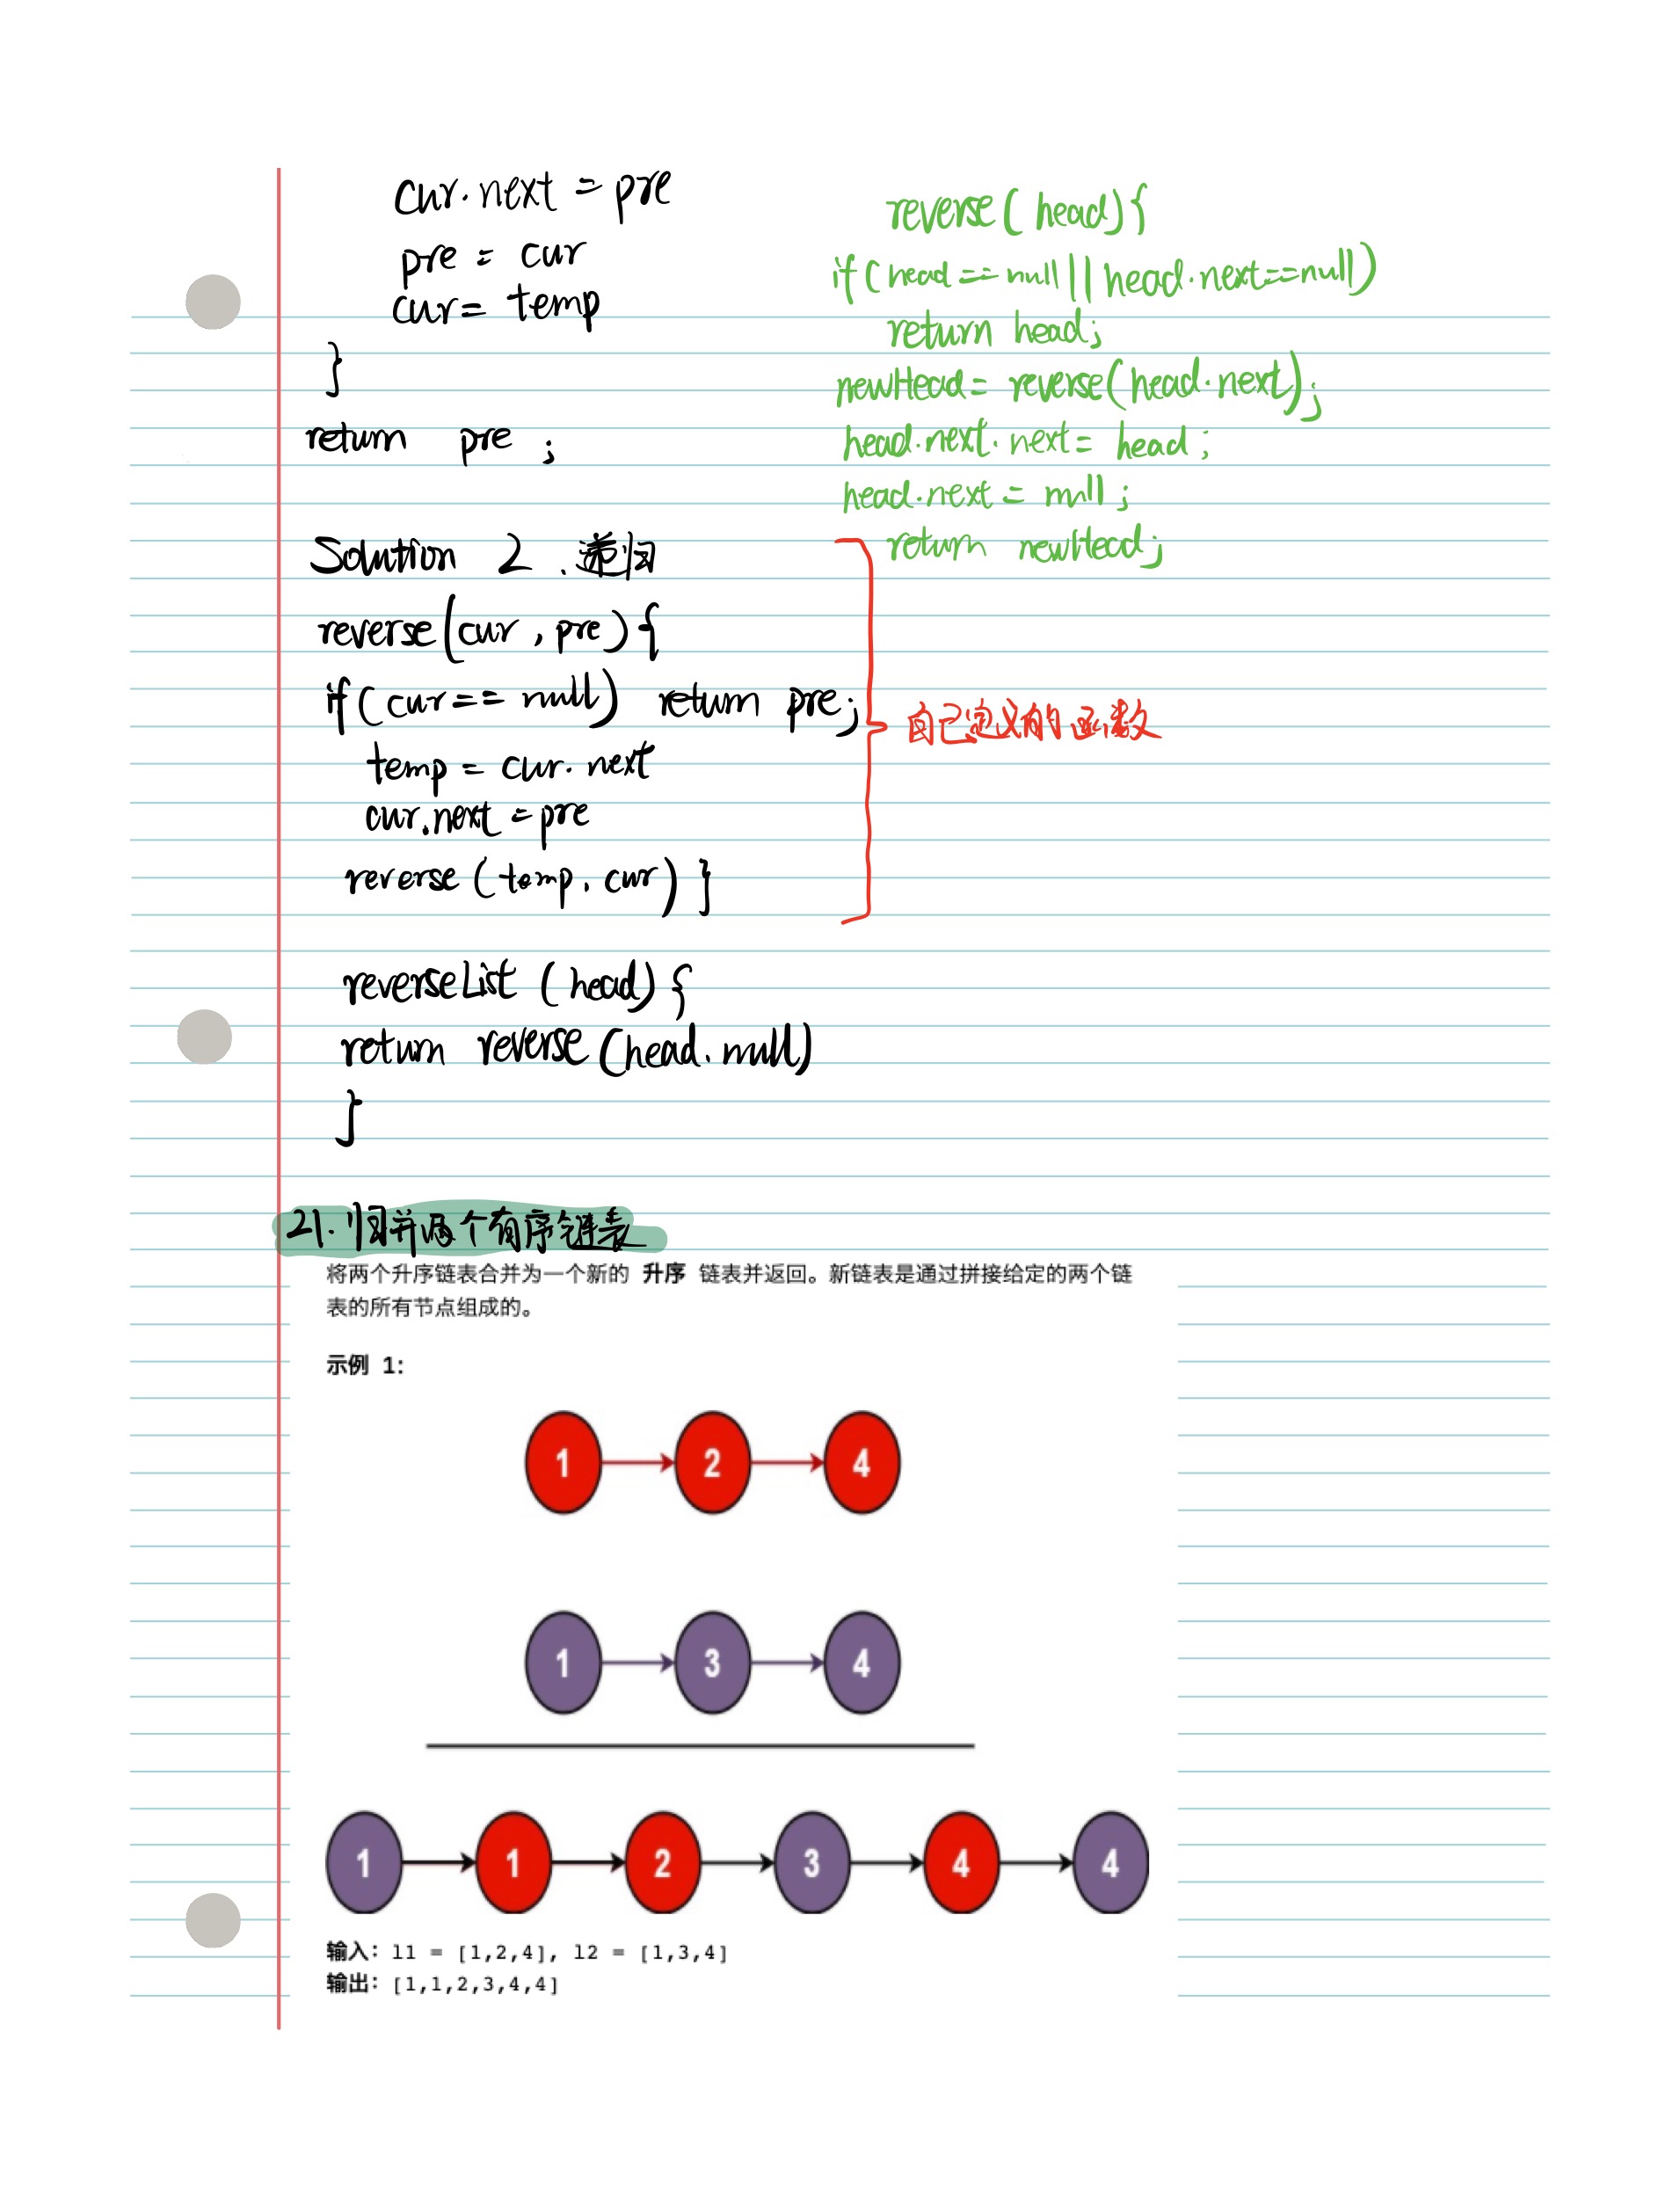 cur.next = pre
pre = cur
cur = temp
}
return pre ;
reverse( head){
if( head == null || head.next==null)
return head;
newHead = reverse(head.next);
head.next.next = head ;
head.next = null ;
return newHead;
Solution 2 . 递归
reverse(cur , pre) {
if( cur == null) return pre;
temp = cur.next
cur.next = pre
reverse (temp, cur) }
自己定义的函数
reverseList (head) {
return reverse (head. null)
}
21. 归并两个有序链表
将两个升序链表合并为一个新的 升序 链表并返回。新链表是通过拼接给定的两个链
表的所有节点组成的。
示例 1:
1 2 4
1 3 4
1 1 2 3 4 4
输入: l1 = [1,2,4], l2 = [1,3,4]
输出: [1,1,2,3,4,4]